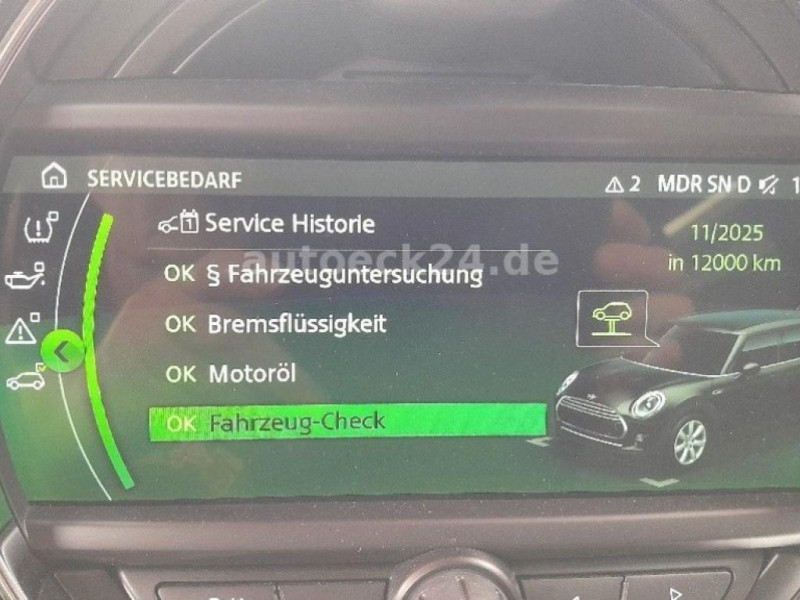 SERVICEBEDARF
2 MDR SN D 1
Service Historie
11/2025
in 12000 km
autoeck24.de
OK § Fahrzeuguntersuchung
OK Bremsflüssigkeit
OK Motoröl
OK Fahrzeug-Check